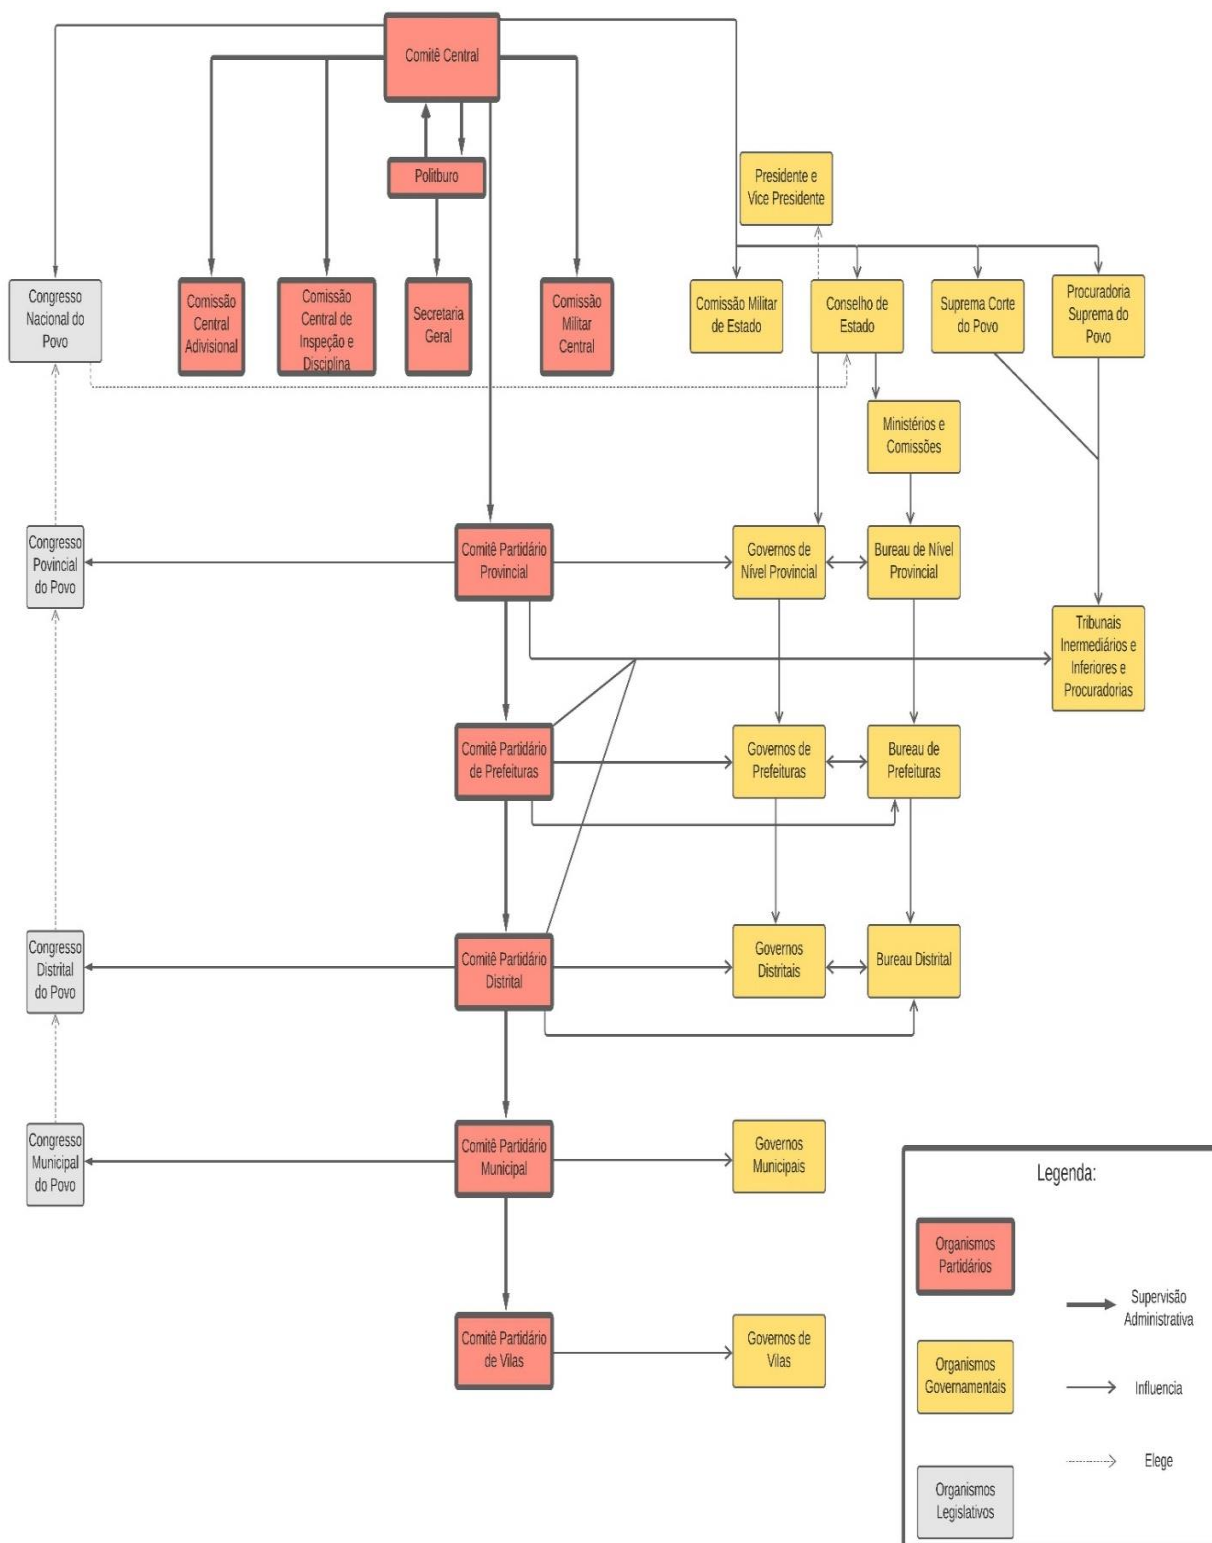 Comitê Central
Politburo
Presidente e
Vice Presidente
Congresso
Nacional do
Povo
Comissão
Central
Adivisional
Comissão
Central de
Inspeção e
Disciplina
Secretaria
Geral
Comissão
Militar
Central
Comissão Militar
de Estado
Conselho de
Estado
Suprema Corte
do Povo
Procuradoria
Suprema do
Povo
Ministérios e
Comissões
Congresso
Povincial
do Povo
Comitê Partidário
Provincial
Governos de
Nível Provincial
Bureau de Nível
Provincial
Tribunais
Inermediários e
Inferiores e
Procuradorias
Comitê Partidário
de Prefeituras
Governos de
Prefeituras
Bureau de
Prefeituras
Congresso
Distrital
do Povo
Comitê Partidário
Distrital
Governos
Distritais
Bureau Distrital
Congresso
Municipal
do Povo
Comitê Partidário
Municipal
Governos
Municipais
Comitê Partidário
de Vilas
Governos de
Vilas
Legenda:
Organismos
Partidários
Supervisão
Administrativa
Organismos
Governamentais
Influencia
Elege
Organismos
Legislativos